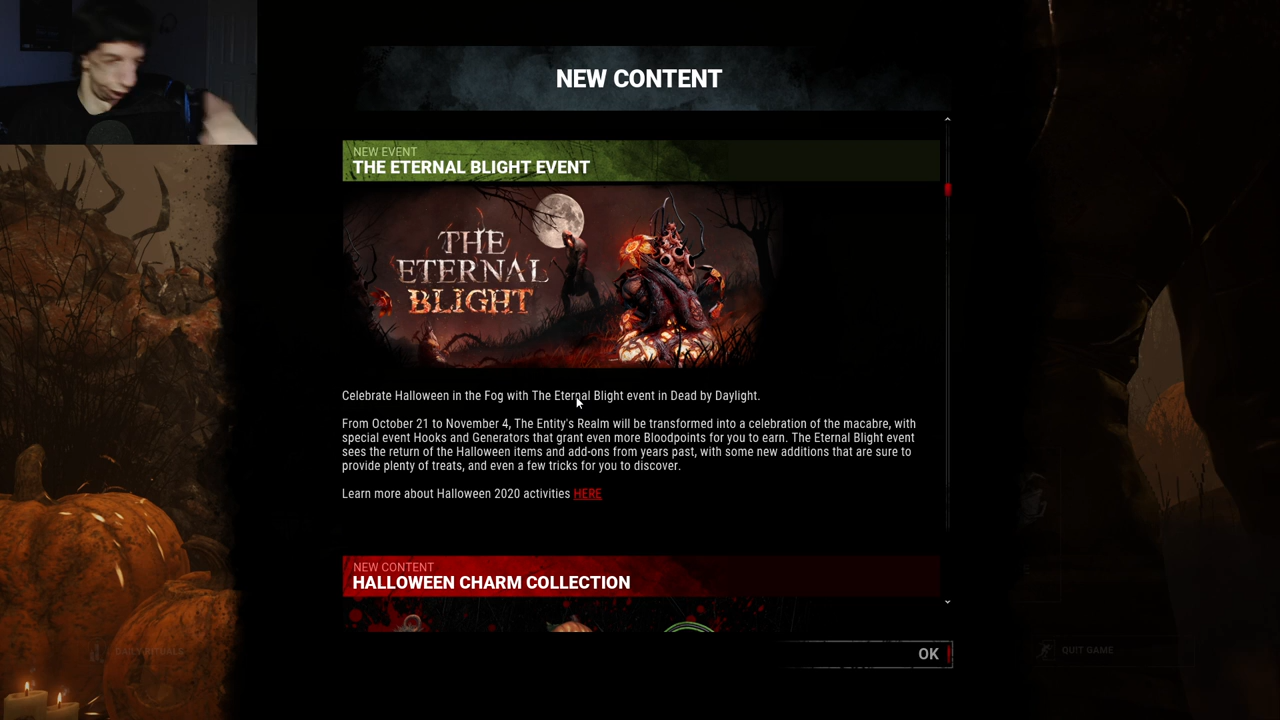 NEW CONTENT
NEW EVENT
THE ETERNAL BLIGHT EVENT
THE
ETERNAL
BLIGHT
Celebrate Halloween in the Fog with The Eternal Blight event in Dead by Daylight.
From October 21 to November 4, The Entity's Realm will be transformed into a celebration of the macabre, with
special event Hooks and Generators that grant even more Bloodpoints for you to earn. The Eternal Blight event
sees the return of the Halloween items and add-ons from years past, with some new additions that are sure to
provide plenty of treats, and even a few tricks for you to discover.
Learn more about Halloween 2020 activities HERE
NEW CONTENT
HALLOWEEN CHARM COLLECTION
DAILY RITUALS
OK
QUIT GAME